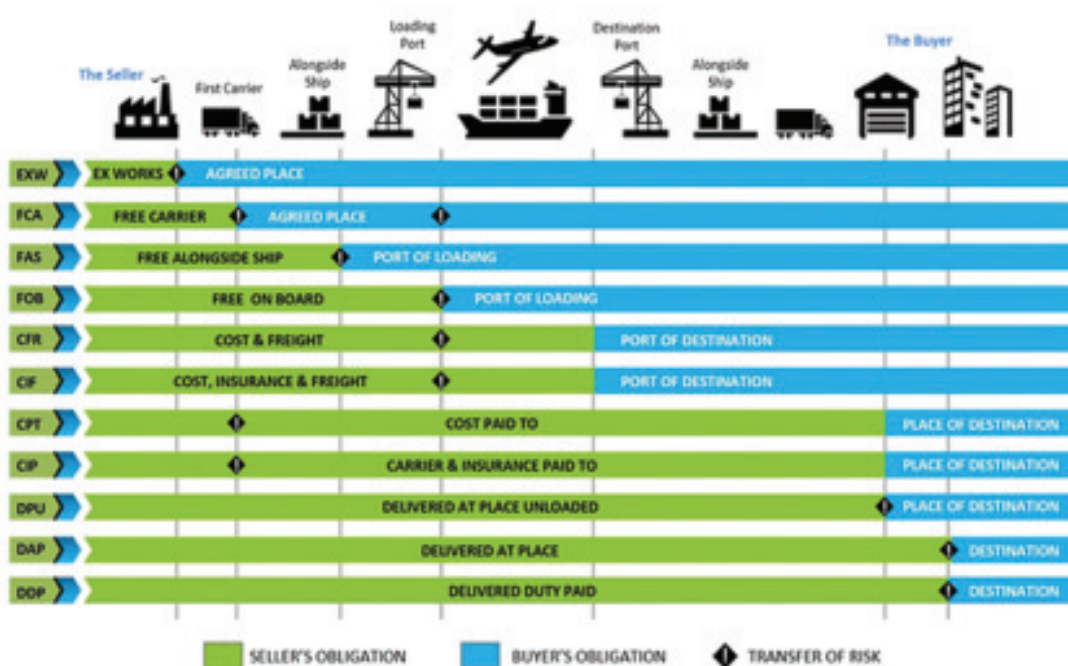 The Seller
First Carrier
Alongside
Ship
Loading
Port
Destination
Port
Alongside
Ship
The Buyer
EXW EX WORKS AGREED PLACE
FCA FREE CARRIER AGREED PLACE
FAS FREE ALONGSIDE SHIP PORT OF LOADING
FOB FREE ON BOARD PORT OF LOADING
CFR COST & FREIGHT PORT OF DESTINATION
CIF COST, INSURANCE & FREIGHT PORT OF DESTINATION
CPT COST PAID TO PLACE OF DESTINATION
CIP CARRIER & INSURANCE PAID TO PLACE OF DESTINATION
DPU DELIVERED AT PLACE UNLOADED PLACE OF DESTINATION
DAP DELIVERED AT PLACE DESTINATION
DDP DELIVERED DUTY PAID DESTINATION
SELLER'S OBLIGATION BUYER'S OBLIGATION TRANSFER OF RISK